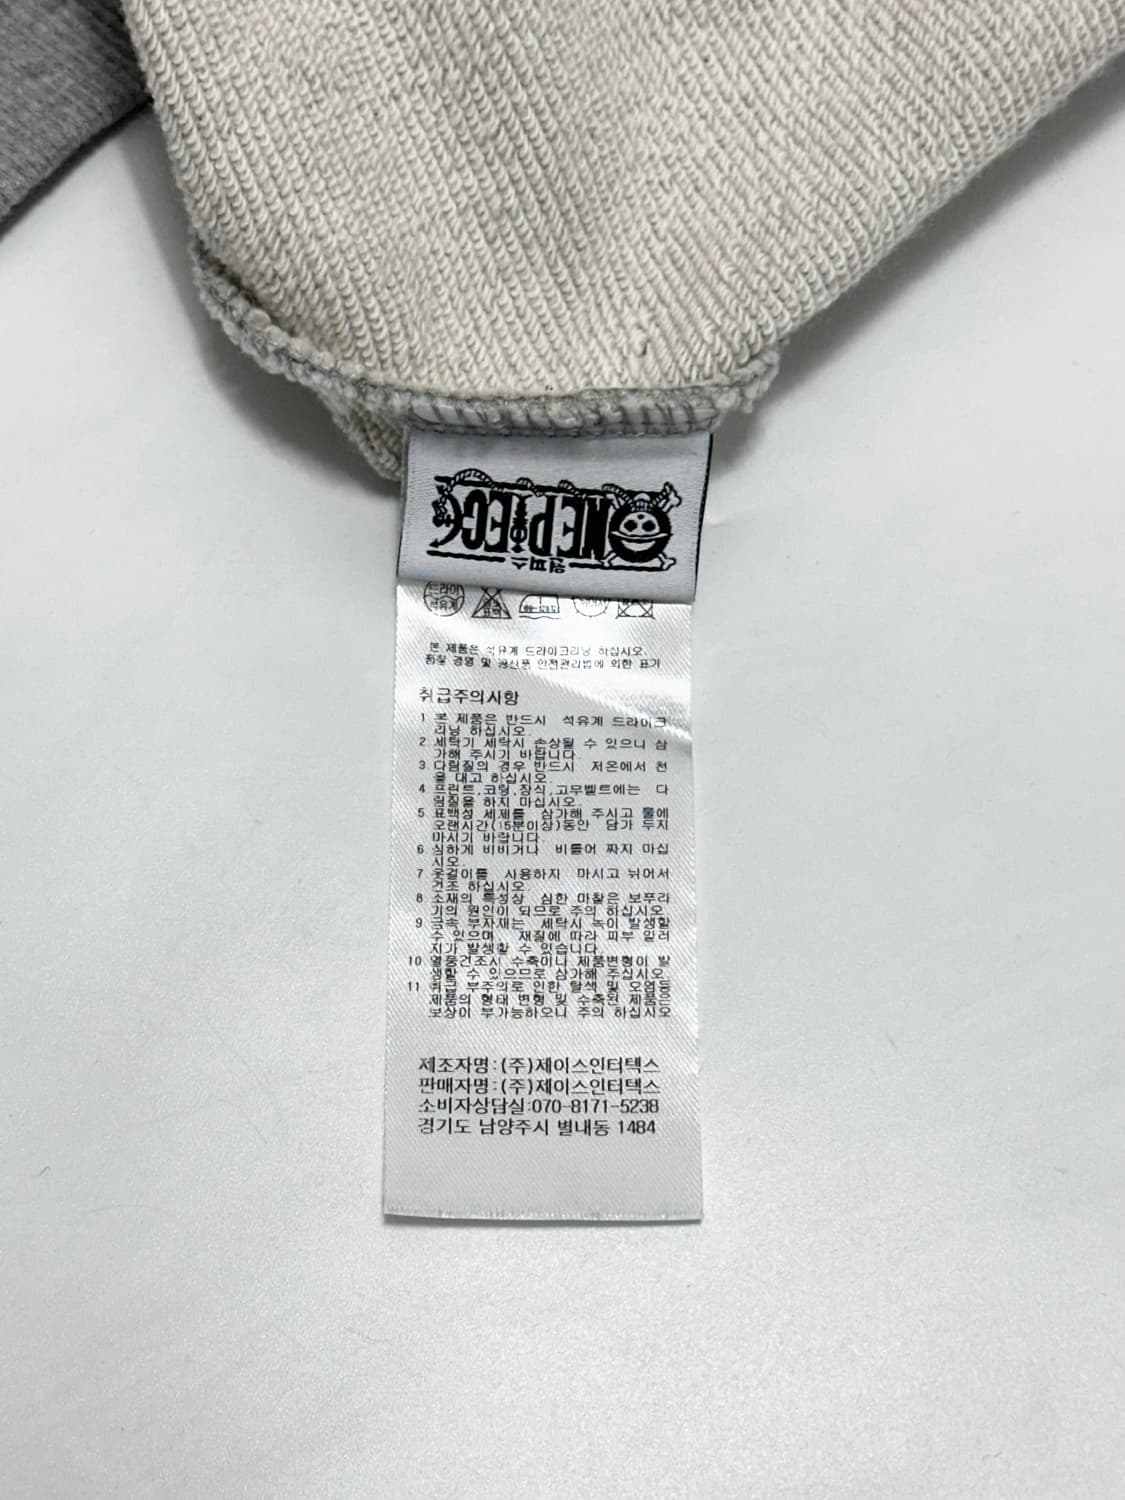 ONE PIECE
원피스
드라이
석유계
염소
표백
본 제품은 석유계 드라이크리닝 하십시오.
품질 경영 및 공산품 안전관리법에 의한 표기
취급주의사항
1 본 제품은 반드시 석유계 드라이크
리닝 하십시오.
2 세탁기 세탁시 손상될 수 있으니 삼
가해 주시기 바랍니다.
3 다림질의 경우 반드시 저온에서 천
을 대고 하십시오.
4 프린트,코팅,장식,고무벨트에는 다
림질을 하지 마십시오.
5 표백성 세제를 삼가해 주시고 물에
오랜시간(15분이상)동안 담가 두지
마시기 바랍니다.
6 심하게 비비거나 비틀어 짜지 마십
시오.
7 옷걸이를 사용하지 마시고 뉘어서
건조 하십시오.
8 소재의 특성상 심한 마찰은 보푸라
기의 원인이 되므로 주의 하십시오.
9 금속 부자재는 세탁시 녹이 발생할
수 있으며, 재질에 따라 피부 알러
지가 발생할 수 있습니다.
10 열풍건조시 수축이나 제품변형이 발
생할 수 있으므로 삼가해 주십시오.
11 취급 부주의로 인한 탈색 및 오염등
제품의 형태 변형 및 수축된 제품은
보상이 부가능하오니 주의 하십시오
제조자명:(주)제이스인터텍스
판매자명:(주)제이스인터텍스
소비자상담실:070-8171-5238
경기도 남양주시 별내동 1484